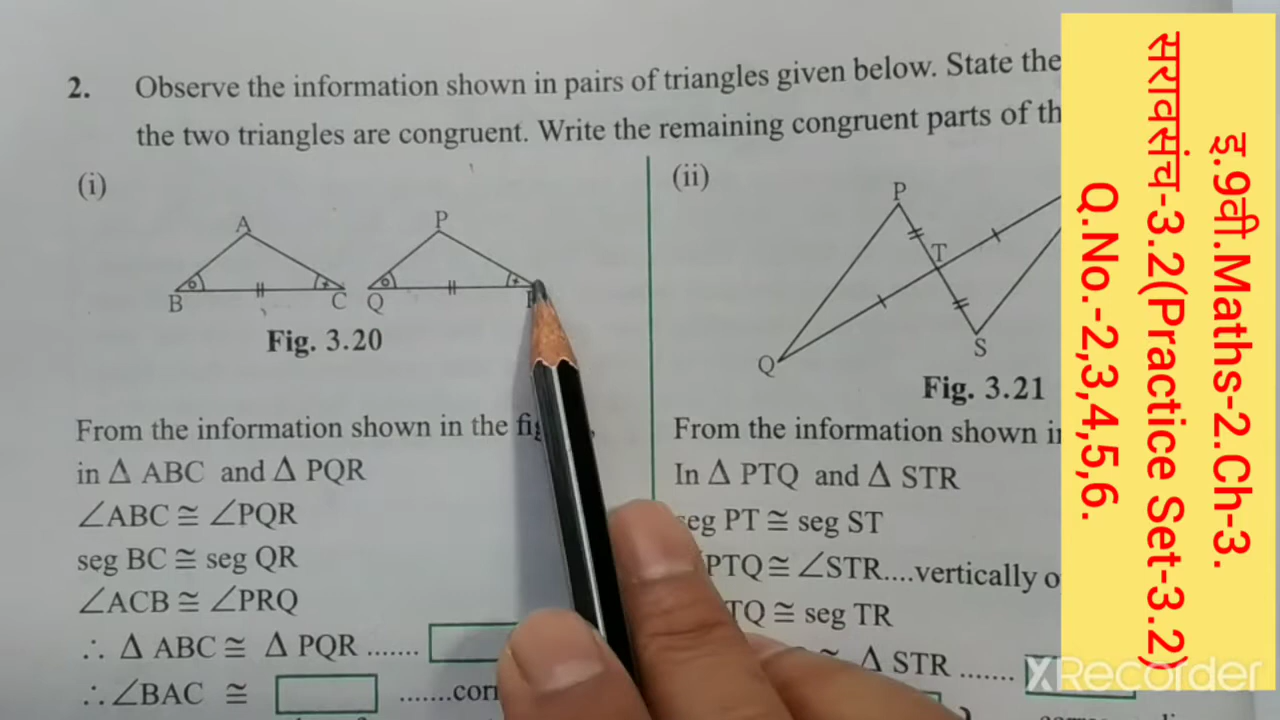 2. Observe the information shown in pairs of triangles given below. State the
the two triangles are congruent. Write the remaining congruent parts of th
(i)
A
P
B
C
Q
Fig. 3.20
From the information shown in the
in Δ ABC and Δ PQR
∠ABC ≅ ∠PQR
seg BC ≅ seg QR
∠ACB ≅ ∠PRQ
∴ Δ ABC ≅ Δ PQR .......
∴ ∠BAC ≅ .......
(ii)
P
T
Q
S
Fig. 3.21
From the information shown i
In Δ PTQ and Δ STR
seg PT ≅ seg ST
PTQ ≅ ∠STR....vertically o
TQ ≅ seg TR
Δ STR .......
इ.9वी.Maths-2.Ch-3.
सरावसंच-3.2(Practice Set-3.2)
Q.No.-2,3,4,5,6.
XRecorder